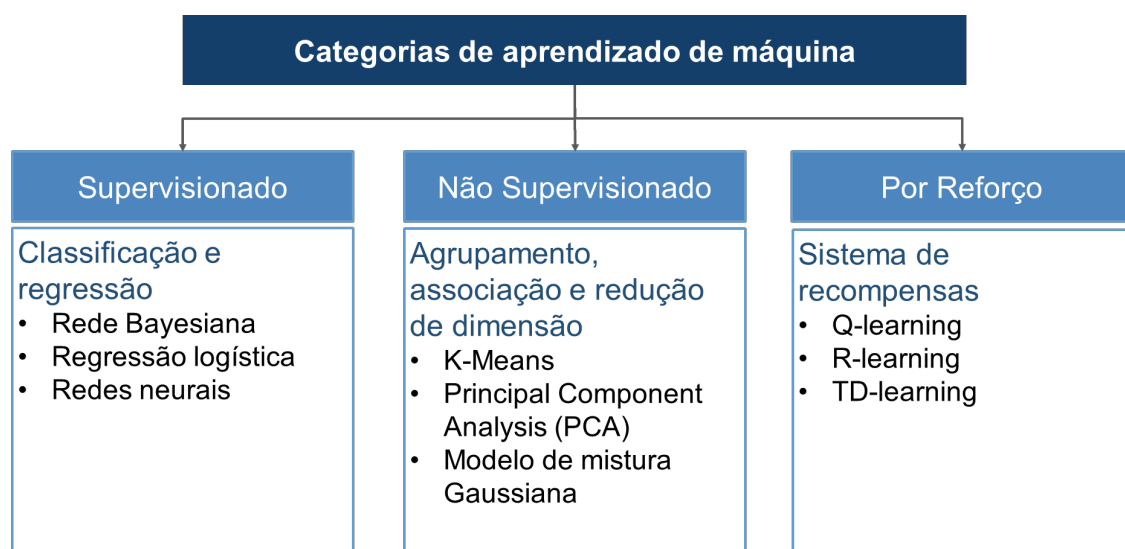 Categorias de aprendizado de máquina
Supervisionado
Classificação e
regressão
• Rede Bayesiana
• Regressão logística
• Redes neurais
Não Supervisionado
Agrupamento,
associação e redução
de dimensão
• K-Means
• Principal Component
Analysis (PCA)
• Modelo de mistura
Gaussiana
Por Reforço
Sistema de
recompensas
• Q-learning
• R-learning
• TD-learning